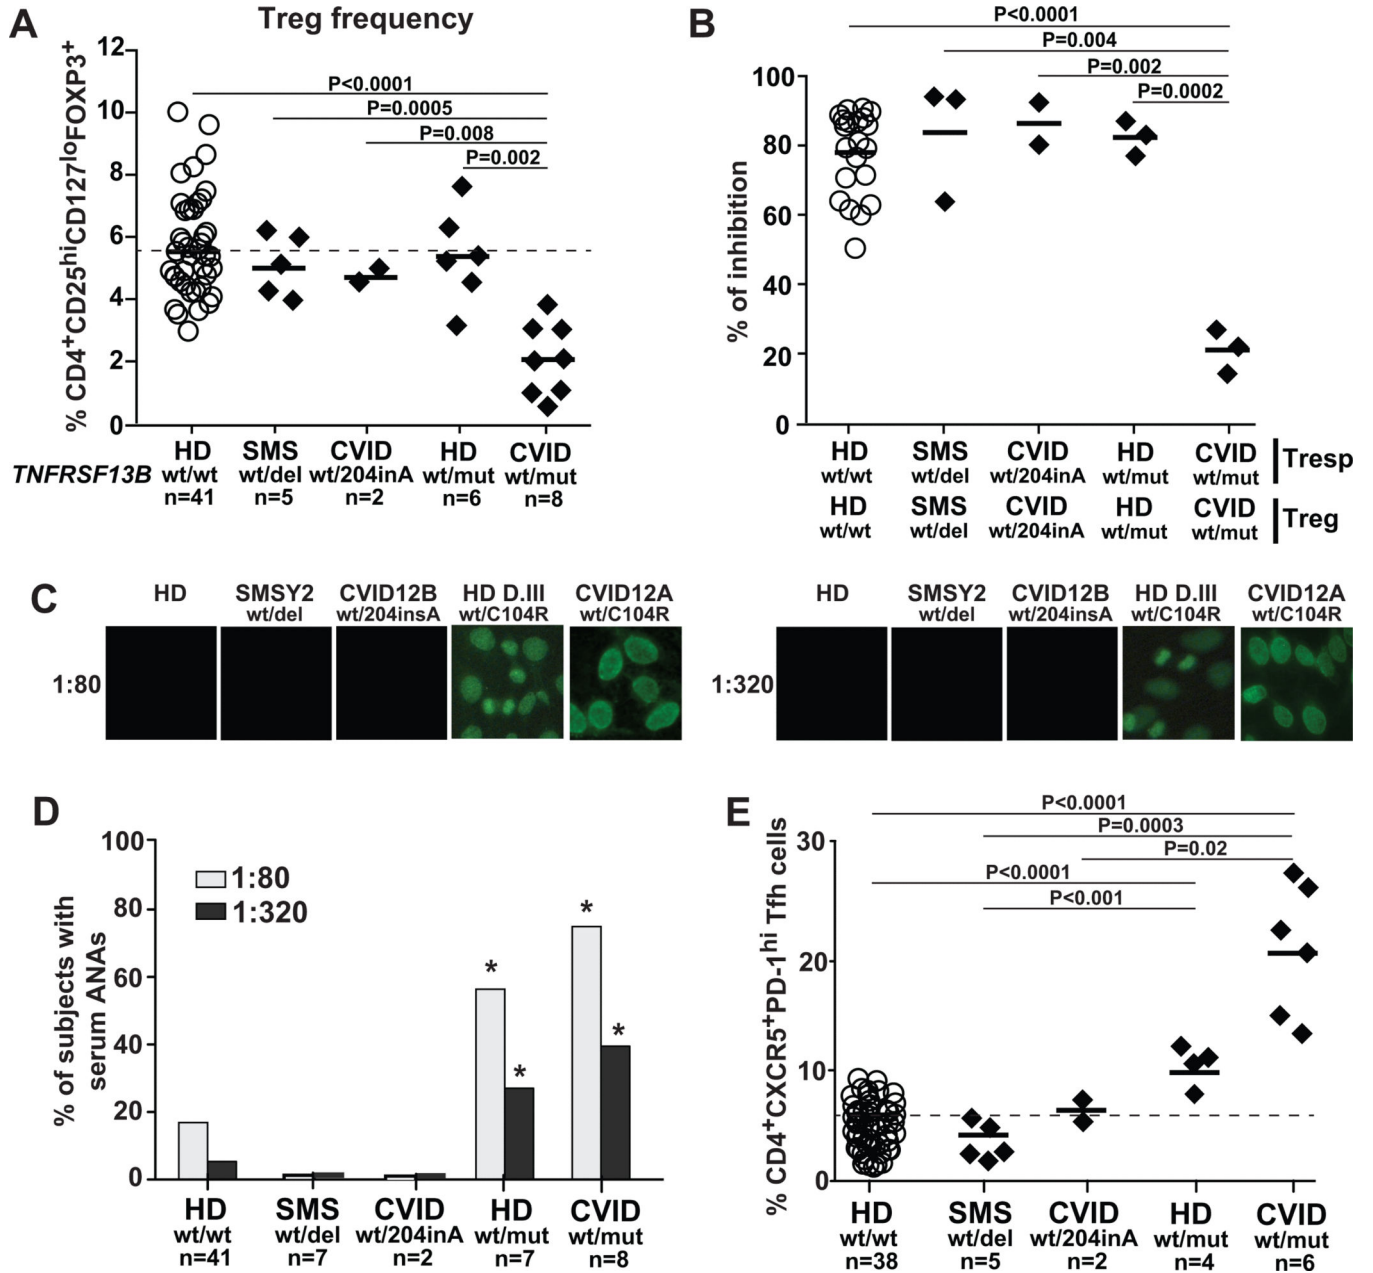 A
Treg frequency
% CD4+CD25hiCD127loFOXP3+
12
10
8
6
4
2
0
P<0.0001
P=0.0005
P=0.008
P=0.002
HD SMS CVID HD CVID
TNFRSF13B wt/wt wt/del wt/204inA wt/mut wt/mut
n=41 n=5 n=2 n=6 n=8
B
% of inhibition
100
80
60
40
20
0
P<0.0001
P=0.004
P=0.002
P=0.0002
HD SMS CVID HD CVID
wt/wt wt/del wt/204inA wt/mut wt/mut
Tresp
HD SMS CVID HD CVID
wt/wt wt/del wt/204inA wt/mut wt/mut
Treg
C
HD SMSY2 CVID12B HD D.III CVID12A
wt/del wt/204insA wt/C104R wt/C104R
1:80
HD SMSY2 CVID12B HD D.III CVID12A
wt/del wt/204insA wt/C104R wt/C104R
1:320
D
% of subjects with
serum ANAs
100
80
60
40
20
0
1:80
1:320
* * * *
HD SMS CVID HD CVID
wt/wt wt/del wt/204inA wt/mut wt/mut
n=41 n=7 n=2 n=7 n=8
E
% CD4+CXCR5+PD-1hi Tfh cells
30
20
10
0
P<0.0001
P=0.0003
P=0.02
P<0.0001
P<0.001
HD SMS CVID HD CVID
wt/wt wt/del wt/204inA wt/mut wt/mut
n=38 n=5 n=2 n=4 n=6